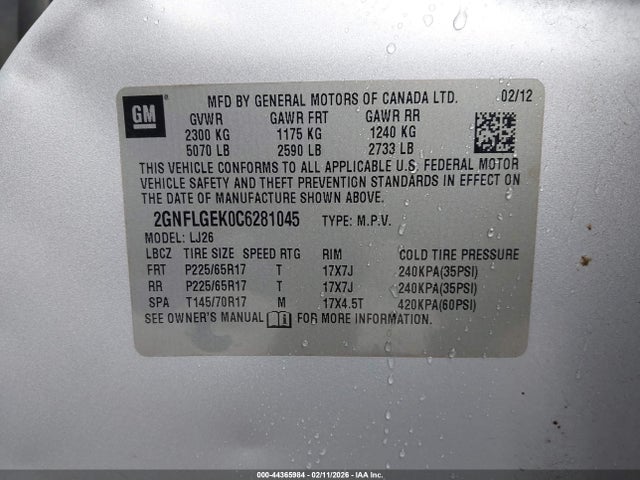 GM ® MFD BY GENERAL MOTORS OF CANADA LTD. 02/12
GVWR GAWR FRT GAWR RR
2300 KG 1175 KG 1240 KG
5070 LB 2590 LB 2733 LB
THIS VEHICLE CONFORMS TO ALL APPLICABLE U.S. FEDERAL MOTOR
VEHICLE SAFETY AND THEFT PREVENTION STANDARDS IN EFFECT ON
THE DATE OF MANUFACTURE SHOWN ABOVE.
2GNFLGEK0C6281045 TYPE: M.P.V.
MODEL: LJ26
LBCZ TIRE SIZE SPEED RTG RIM COLD TIRE PRESSURE
FRT P225/65R17 T 17X7J 240KPA(35PSI)
RR P225/65R17 T 17X7J 240KPA(35PSI)
SPA T145/70R17 M 17X4.5T 420KPA(60PSI)
SEE OWNER'S MANUAL FOR MORE INFORMATION.
000-44365984 - 02/11/2026 - IAAI Inc.